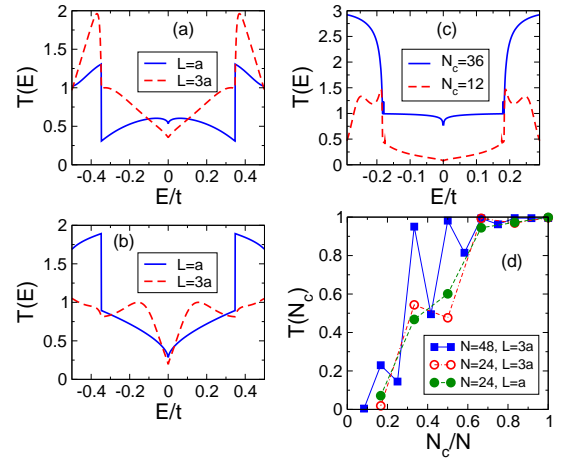 (a)
L=a
L=3a
T(E)
2
1.5
1
0.5
0
-0.4 -0.2 0 0.2 0.4
E/t
(c)
N_c=36
N_c=12
T(E)
3
2.5
2
1.5
1
0.5
0
-0.2 -0.1 0 0.1 0.2
E/t
(b)
L=a
L=3a
T(E)
2
1.5
1
0.5
0
-0.4 -0.2 0 0.2 0.4
E/t
(d)
N=48, L=3a
N=24, L=3a
N=24, L=a
T(N_c)
1
0.8
0.6
0.4
0.2
0
0 0.2 0.4 0.6 0.8 1
N_c/N